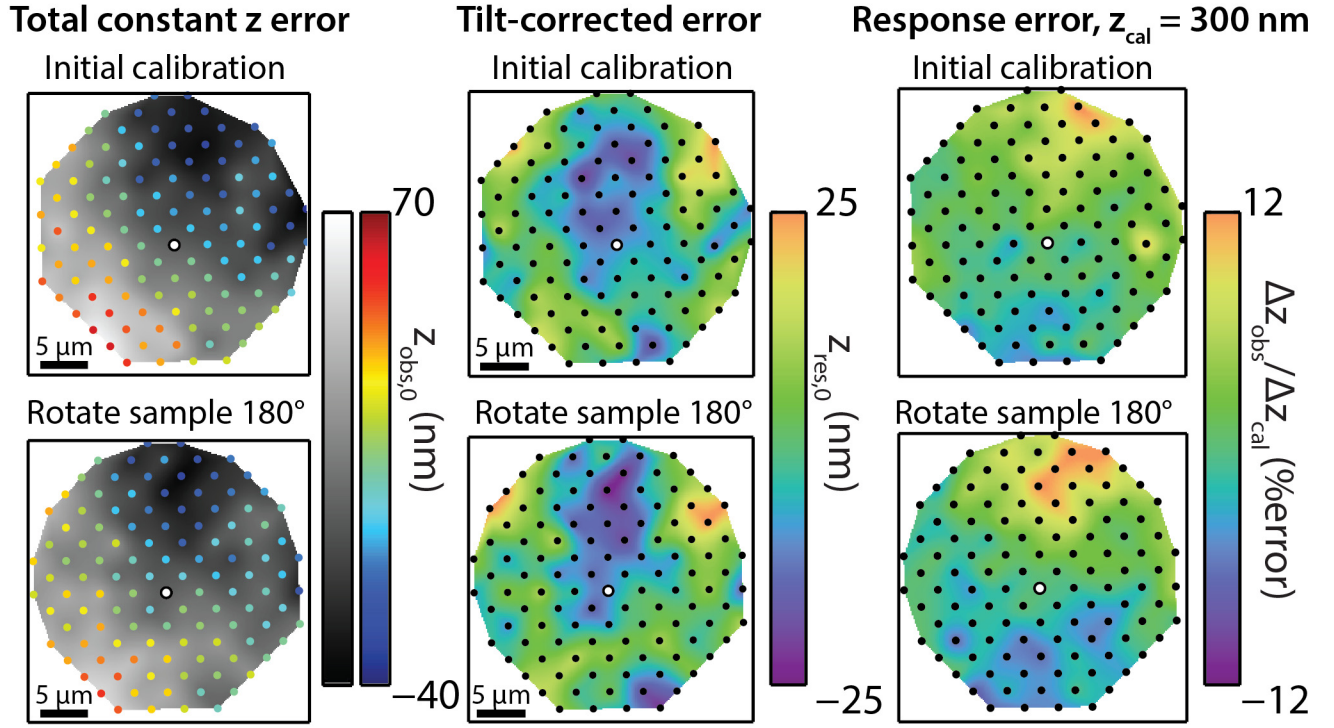 Total constant z error
Tilt-corrected error
Response error, z_cal = 300 nm
Initial calibration
Initial calibration
Initial calibration
5 µm
5 µm
70
−40
z_obs,0 (nm)
25
−25
z_res,0 (nm)
12
−12
Δz_obs/Δz_cal (%error)
Rotate sample 180°
Rotate sample 180°
Rotate sample 180°
5 µm
5 µm